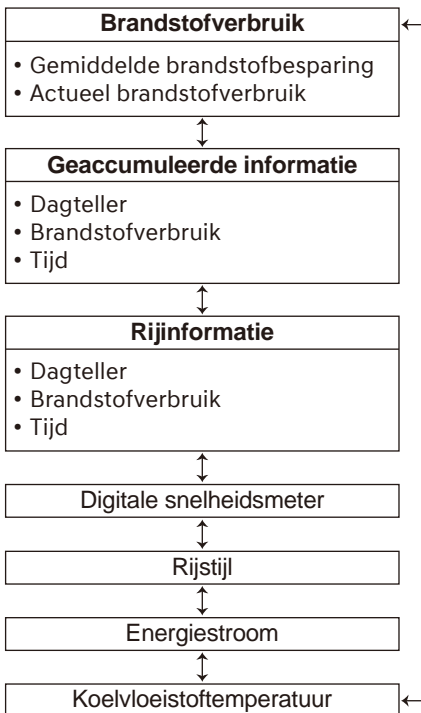 Brandstofverbruik
• Gemiddelde brandstofbesparing
• Actueel brandstofverbruik
Geaccumuleerde informatie
• Dagteller
• Brandstofverbruik
• Tijd
Rijinformatie
• Dagteller
• Brandstofverbruik
• Tijd
Digitale snelheidsmeter
Rijstijl
Energiestroom
Koelvloeistoftemperatuur